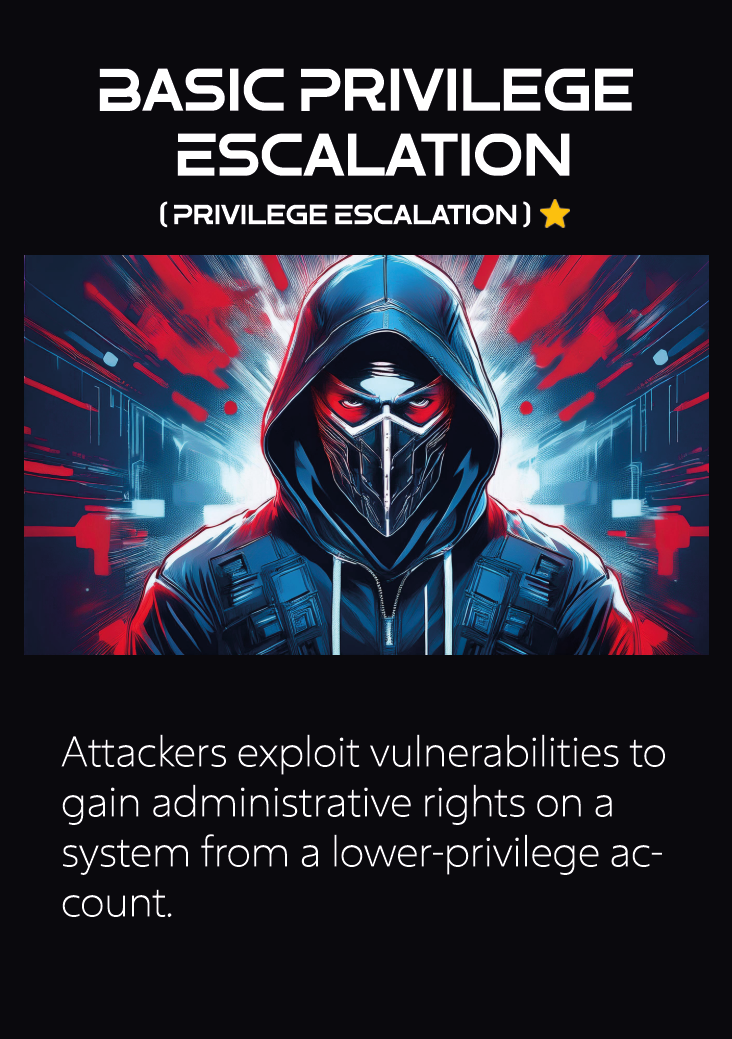 BASIC PRIVILEGE
ESCALATION
(PRIVILEGE ESCALATION) ⭐
Attackers exploit vulnerabilities to
gain administrative rights on a
system from a lower-privilege ac-
count.